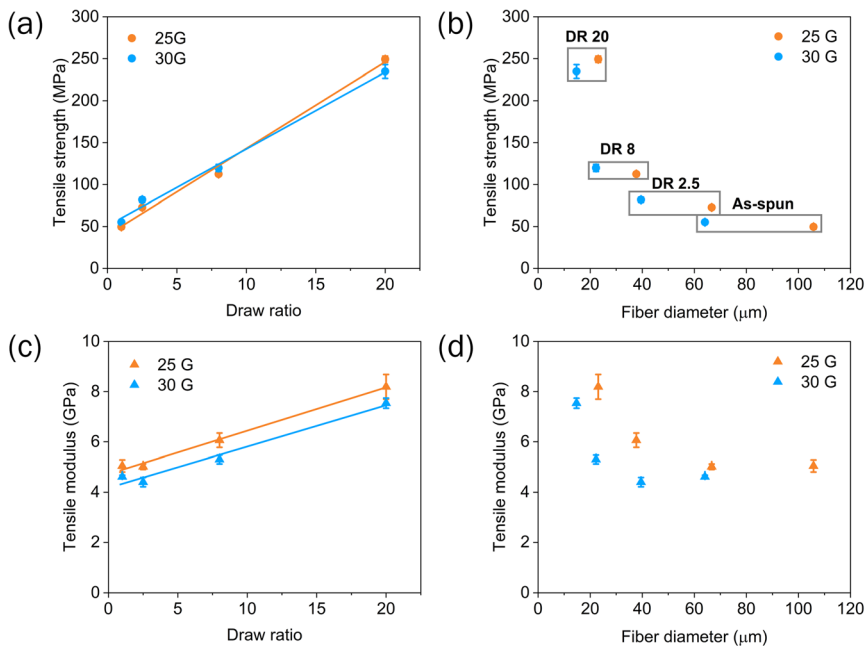 (a)
300
250
200
150
100
50
0
Tensile strength (MPa)
25G
30G
0 5 10 15 20
Draw ratio
(b)
300
250
200
150
100
50
0
Tensile strength (MPa)
DR 20
25 G
30 G
DR 8
DR 2.5
As-spun
0 20 40 60 80 100 120
Fiber diameter (μm)
(c)
10
8
6
4
2
0
Tensile modulus (GPa)
25 G
30 G
0 5 10 15 20
Draw ratio
(d)
10
8
6
4
2
0
Tensile modulus (GPa)
25 G
30 G
0 20 40 60 80 100 120
Fiber diameter (μm)